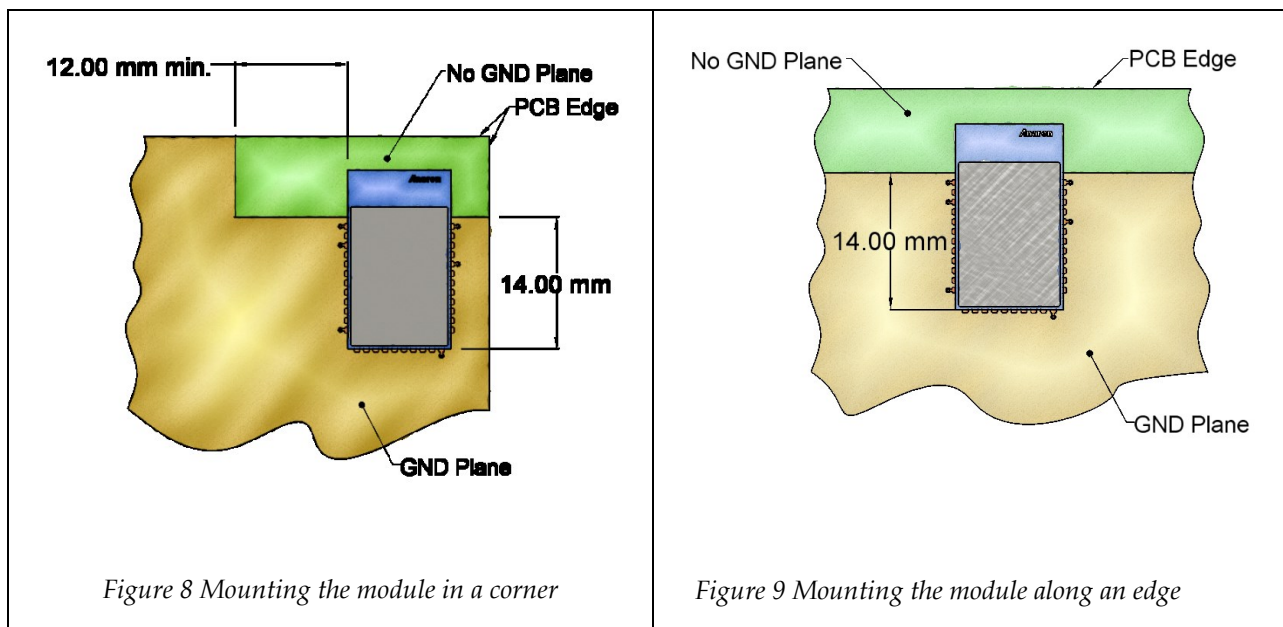 12.00 mm min.
No GND Plane
PCB Edge
Anaren
14.00 mm
GND Plane
Figure 8 Mounting the module in a corner
No GND Plane
PCB Edge
Anaren
14.00 mm
GND Plane
Figure 9 Mounting the module along an edge